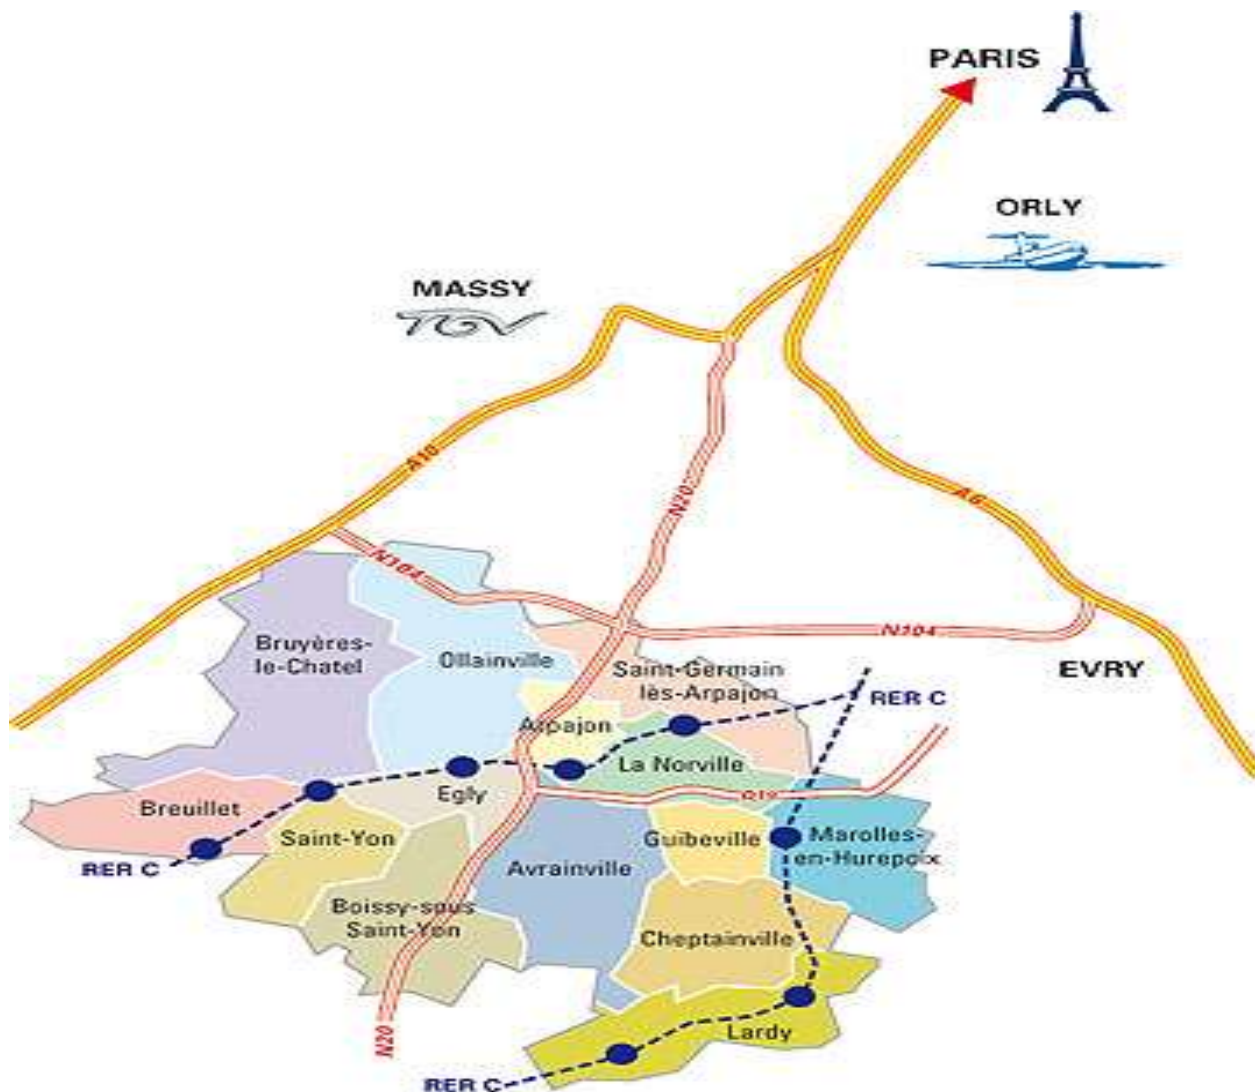 PARIS
ORLY
MASSY
TGV
A10
N20
A6
N104
N104
Bruyères-
le-Chatel
Ollainville
Saint-Germain
lès-Arpajon
EVRY
RER C
Arpajon
La Norville
Breuillet
Egly
Saint-Yon
Guibeville
Marolles-
en-Hurepoix
RER C
Avrainville
Boissy-sous
Saint-Yon
Cheptainville
Lardy
N20
RER C